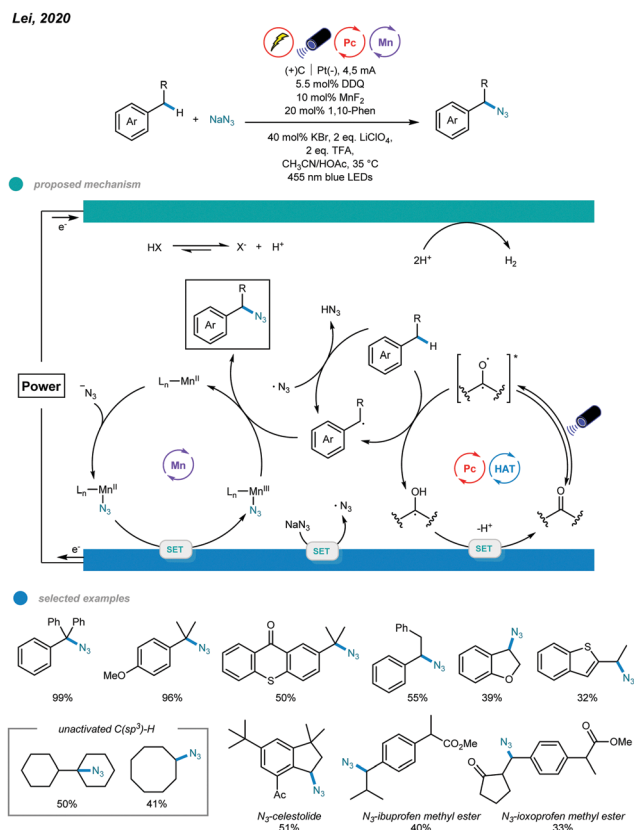 Lei, 2020
Pc
Mn
(+)C | Pt(-), 4,5 mA
5.5 mol% DDQ
10 mol% MnF2
20 mol% 1,10-Phen
40 mol% KBr, 2 eq. LiClO4,
2 eq. TFA,
CH3CN/HOAc, 35 °C
455 nm blue LEDs
R
Ar
H
+
NaN3
R
Ar
N3
proposed mechanism
e-
HX
X- + H+
2H+
H2
R
Ar
N3
HN3
R
Ar
H
O·
*
Power
-N3
Ln—MnII
· N3
R
Ar
Mn
Pc
HAT
Ln—MnII
N3
Ln—MnIII
N3
NaN3
· N3
OH
-H+
O
e-
SET
SET
SET
selected examples
Ph Ph
N3
99%
MeO
N3
96%
O
S
N3
50%
Ph
N3
55%
N3
O
39%
S
N3
32%
unactivated C(sp3)-H
N3
50%
N3
41%
Ac
N3
N3-celestolide
51%
N3
CO2Me
N3-ibuprofen methyl ester
40%
O
N3
O
OMe
N3-ioxoprofen methyl ester
33%